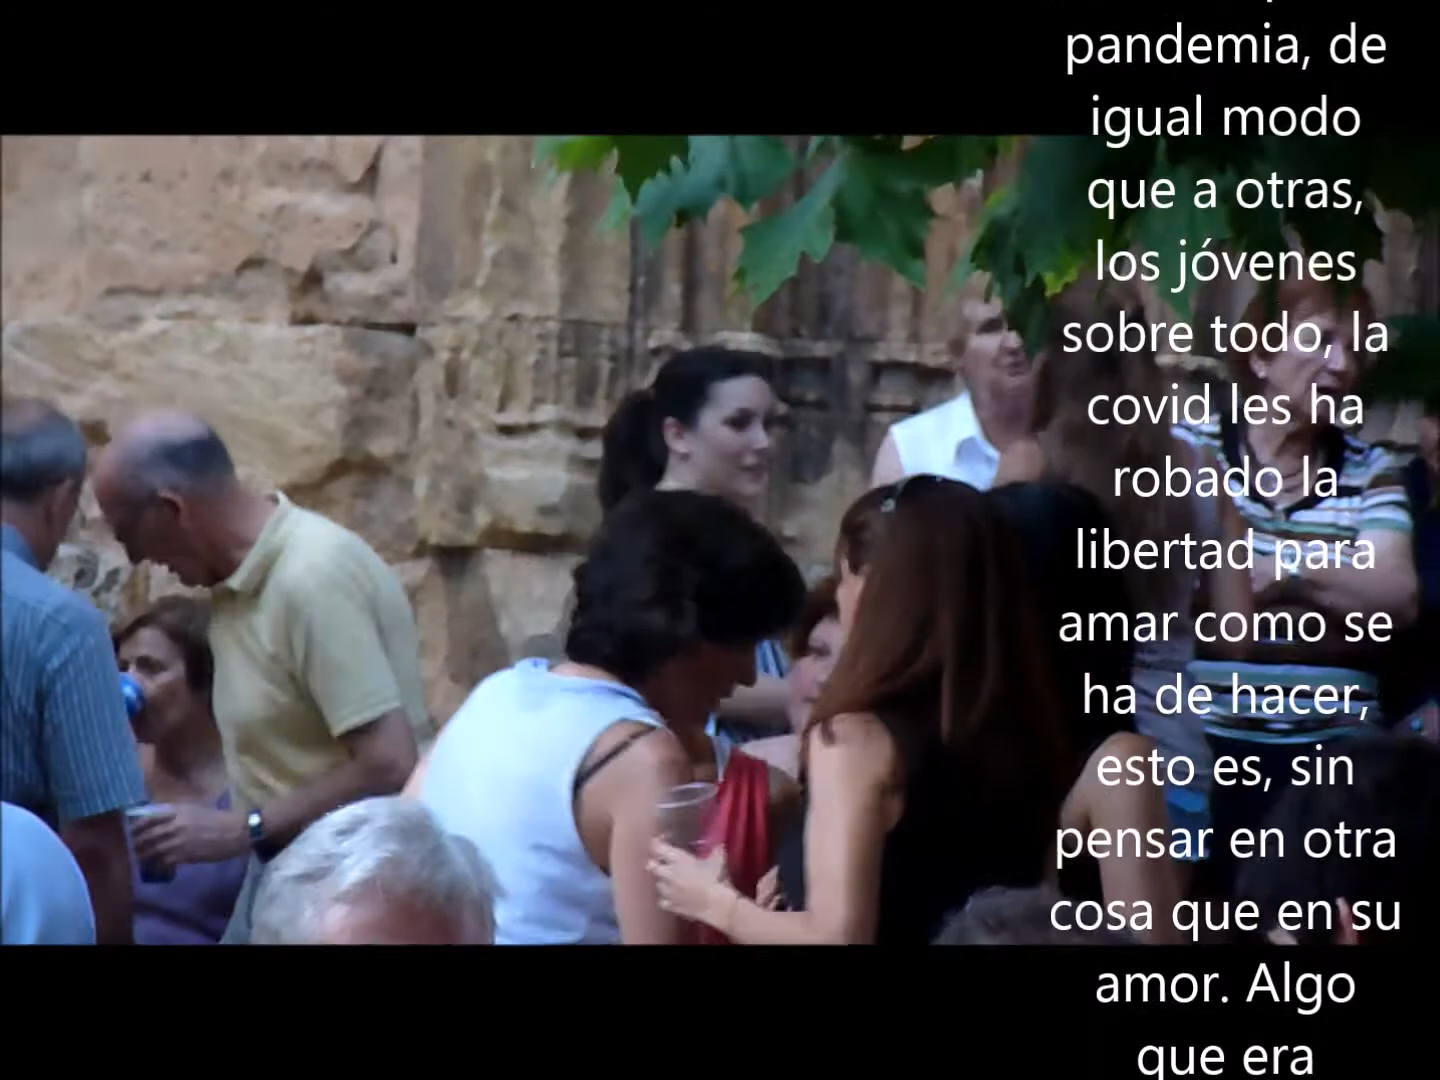 pandemia, de
igual modo
que a otras,
los jóvenes
sobre todo, la
covid les ha
robado la
libertad para
amar como se
ha de hacer,
esto es, sin
pensar en otra
cosa que en su
amor. Algo
que era